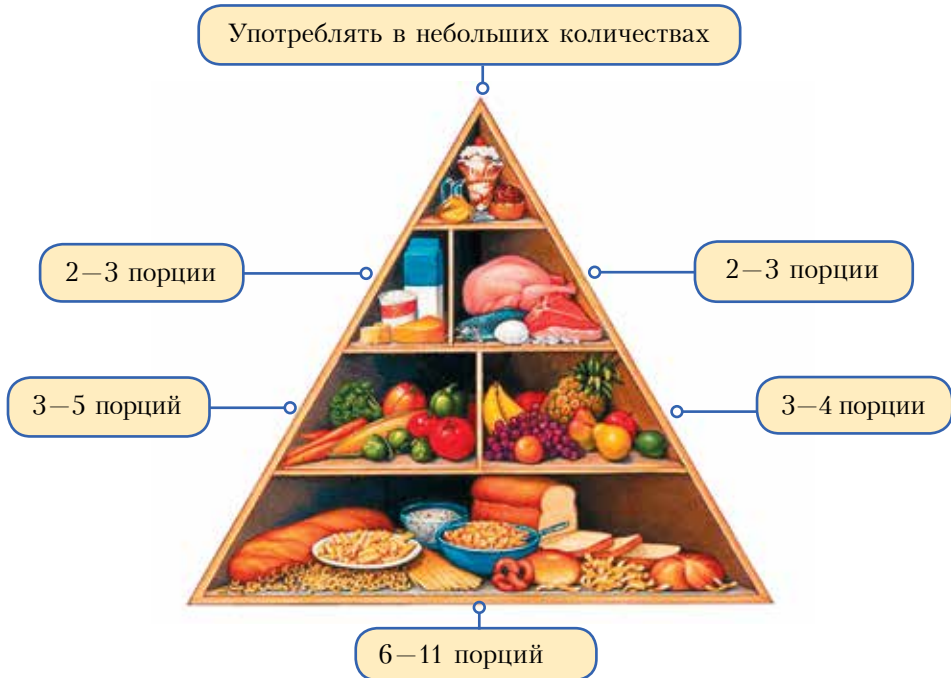 Употреблять в небольших количествах
2–3 порции
2–3 порции
3–5 порций
3–4 порции
6–11 порций